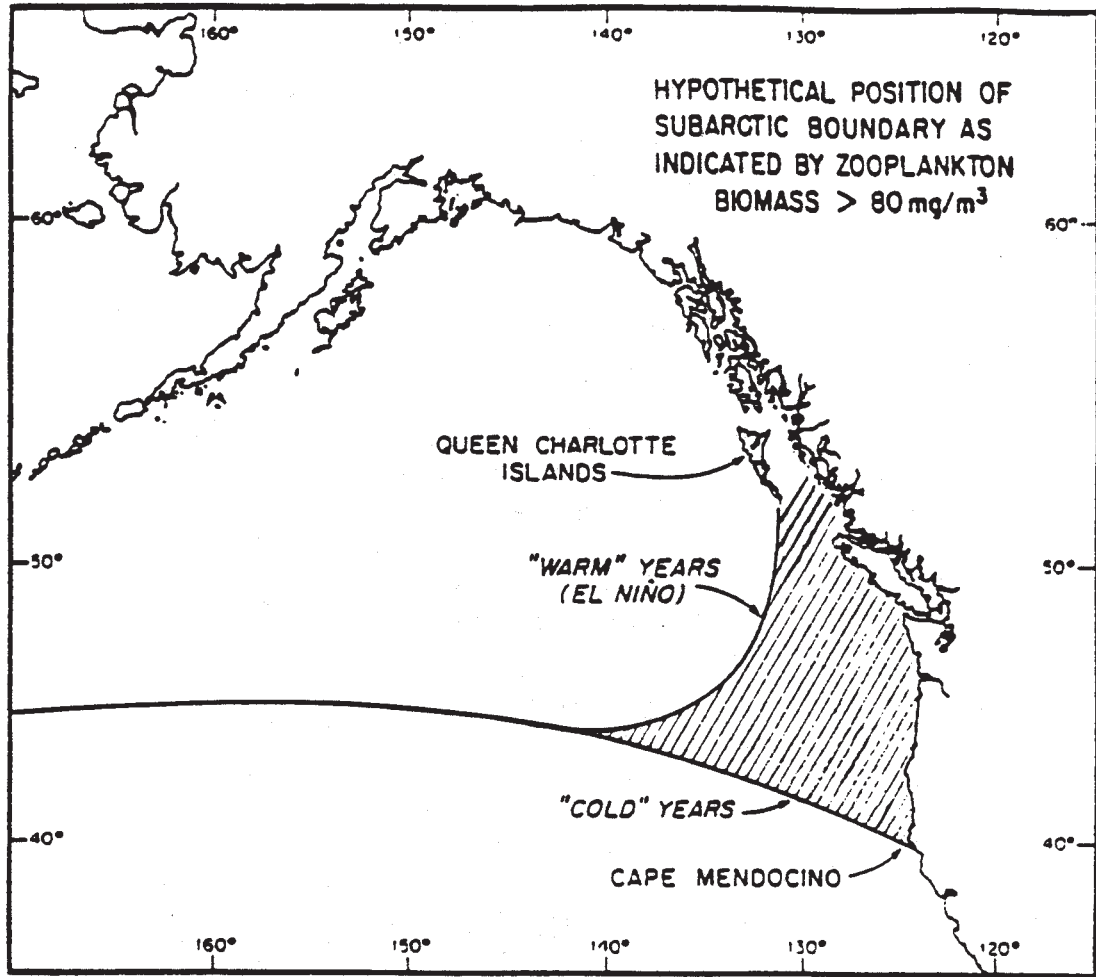 160° 150° 140° 130° 120°
HYPOTHETICAL POSITION OF
SUBARCTIC BOUNDARY AS
INDICATED BY ZOOPLANKTON
BIOMASS > 80 mg/m³
60° 60°
QUEEN CHARLOTTE
ISLANDS
50° 50°
"WARM" YEARS
(EL NIÑO)
"COLD" YEARS
40° 40°
CAPE MENDOCINO
160° 150° 140° 130° 120°